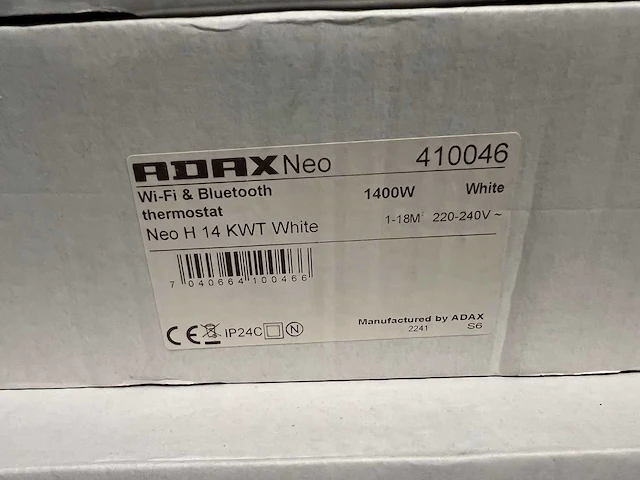 ADAX Neo 410046
Wi-Fi & Bluetooth thermostat 1400W White
Neo H 14 KWT White 1-18M 220-240V ~
7 040664 100466
CE IP24C N Manufactured by ADAX
2241 S6